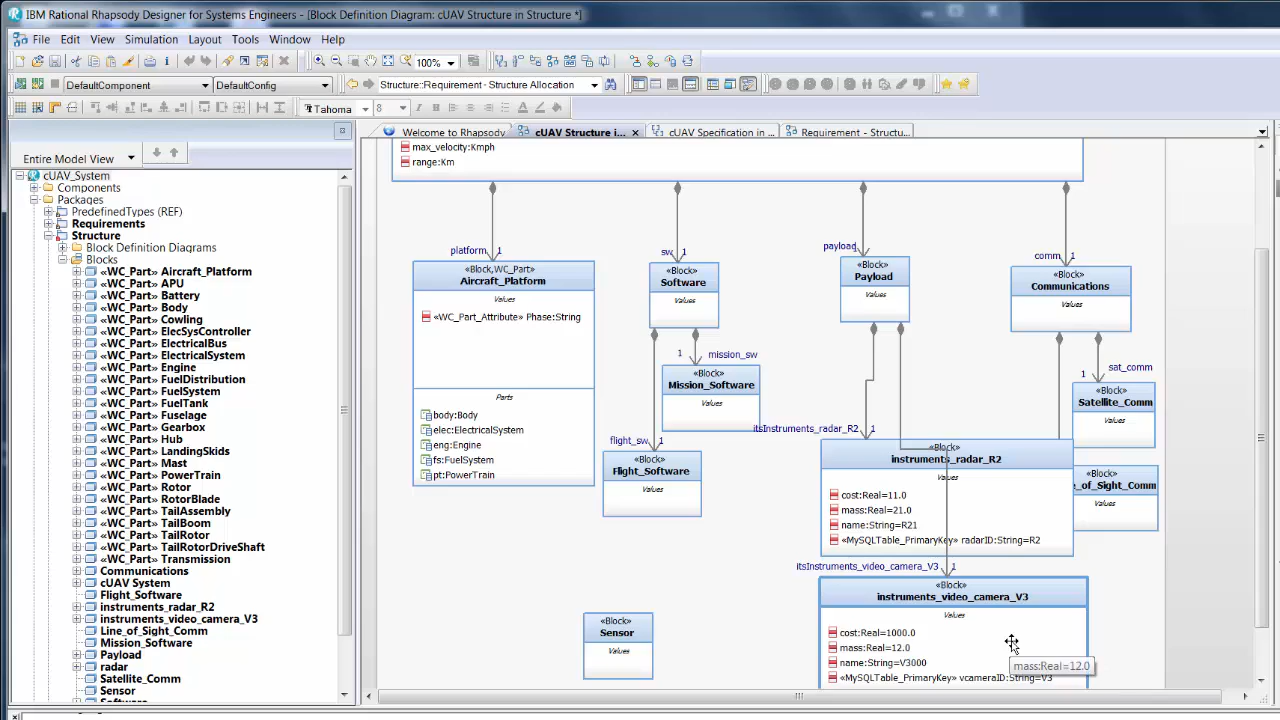 IBM Rational Rhapsody Designer for Systems Engineers - [Block Definition Diagram: cUAV Structure in Structure *]
File Edit View Simulation Layout Tools Window Help
100%
DefaultComponent DefaultConfig Structure::Requirement - Structure Allocation
Tahoma 8
Welcome to Rhapsody cUAV Structure i... cUAV Specification in ... Requirement - Structu...
Entire Model View
cUAV_System
Components
Packages
PredefinedTypes (REF)
Requirements
Structure
Block Definition Diagrams
Blocks
«WC_Part» Aircraft_Platform
«WC_Part» APU
«WC_Part» Battery
«WC_Part» Body
«WC_Part» Cowling
«WC_Part» ElecSysController
«WC_Part» ElectricalBus
«WC_Part» ElectricalSystem
«WC_Part» Engine
«WC_Part» FuelDistribution
«WC_Part» FuelSystem
«WC_Part» FuelTank
«WC_Part» Fuselage
«WC_Part» Gearbox
«WC_Part» Hub
«WC_Part» LandingSkids
«WC_Part» Mast
«WC_Part» PowerTrain
«WC_Part» Rotor
«WC_Part» RotorBlade
«WC_Part» TailAssembly
«WC_Part» TailBoom
«WC_Part» TailRotor
«WC_Part» TailRotorDriveShaft
«WC_Part» Transmission
Communications
cUAV System
Flight_Software
instruments_radar_R2
instruments_video_camera_V3
Line_of_Sight_Comm
Mission_Software
Payload
radar
Satellite_Comm
Sensor
Software
max_velocity:Kmph
range:Km
platform 1
sw 1
payload
comm 1
«Block,WC_Part»
Aircraft_Platform
Values
«WC_Part_Attribute» Phase:String
Parts
body:Body
elec:ElectricalSystem
eng:Engine
fs:FuelSystem
pt:PowerTrain
«Block»
Software
Values
«Block»
Payload
Values
«Block»
Communications
Values
1 mission_sw
«Block»
Mission_Software
Values
1 sat_comm
«Block»
Satellite_Comm
Values
flight_sw 1
«Block»
Flight_Software
Values
itsInstruments_radar_R2 1
«Block»
instruments_radar_R2
Values
cost:Real=11.0
mass:Real=21.0
name:String=R21
«MySQLTable_PrimaryKey» radarID:String=R2
«Block»
e_of_Sight_Comm
Values
itsInstruments_video_camera_V3 1
«Block»
instruments_video_camera_V3
Values
cost:Real=1000.0
mass:Real=12.0
name:String=V3000
«MySQLTable_PrimaryKey» vcameraID:String=V3
mass:Real=12.0
«Block»
Sensor
Values